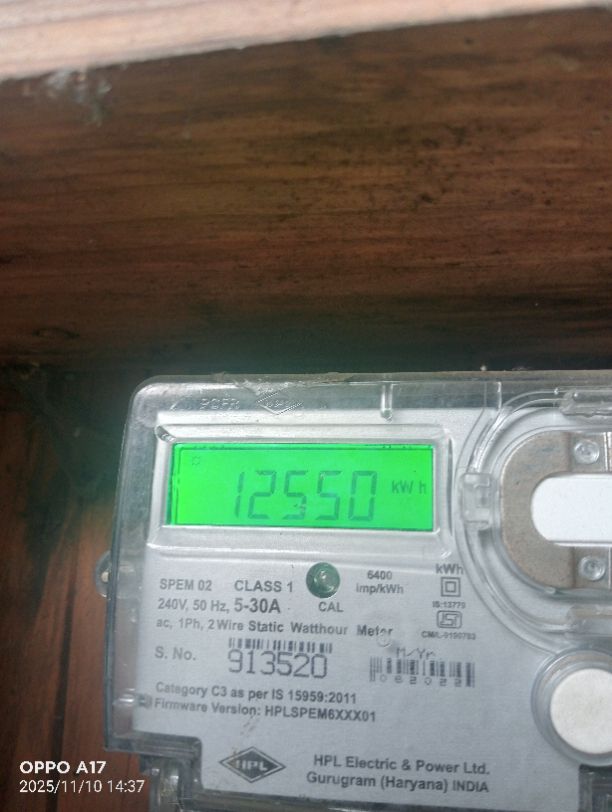 12550 kWh
SPEM 02 CLASS 1 6400 imp/kWh kWh
240V, 50 Hz, 5-30A CAL IS:13779
ac, 1Ph, 2 Wire Static Watthour Meter
S. No. 913520 M/Yr
062022
Category C3 as per IS 15959:2011
Firmware Version: HPLSPEM6XXX01
HPL HPL Electric & Power Ltd.
Gurugram (Haryana) INDIA
OPPO A17
2025/11/10 14:37